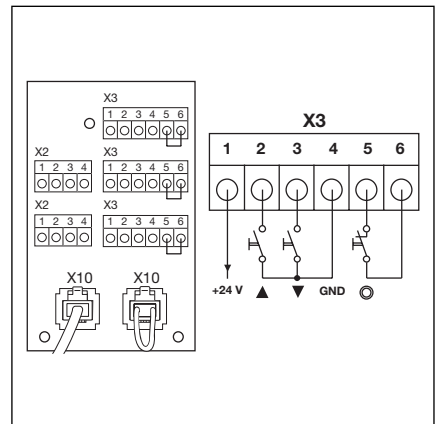 X3
1 2 3 4 5 6
X2
1 2 3 4
X3
1 2 3 4 5 6
X2
1 2 3 4
X3
1 2 3 4 5 6
X10 X10
X3
1 2 3 4 5 6
+24 V ▲ ▼ GND ◎